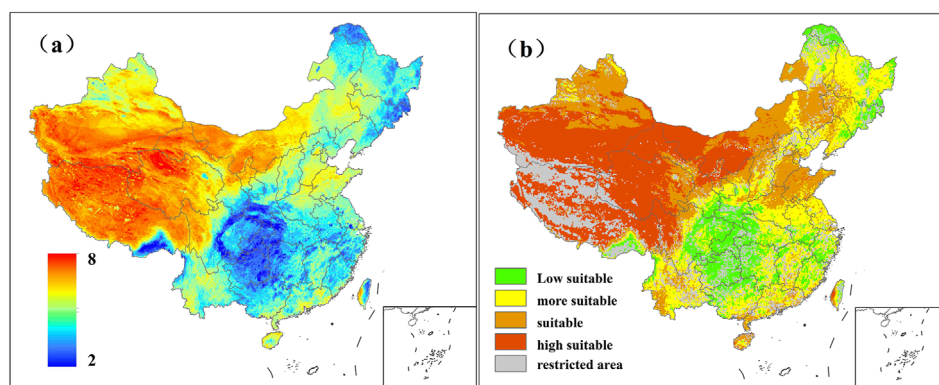 （a）
8
2
（b）
Low suitable
more suitable
suitable
high suitable
restricted area